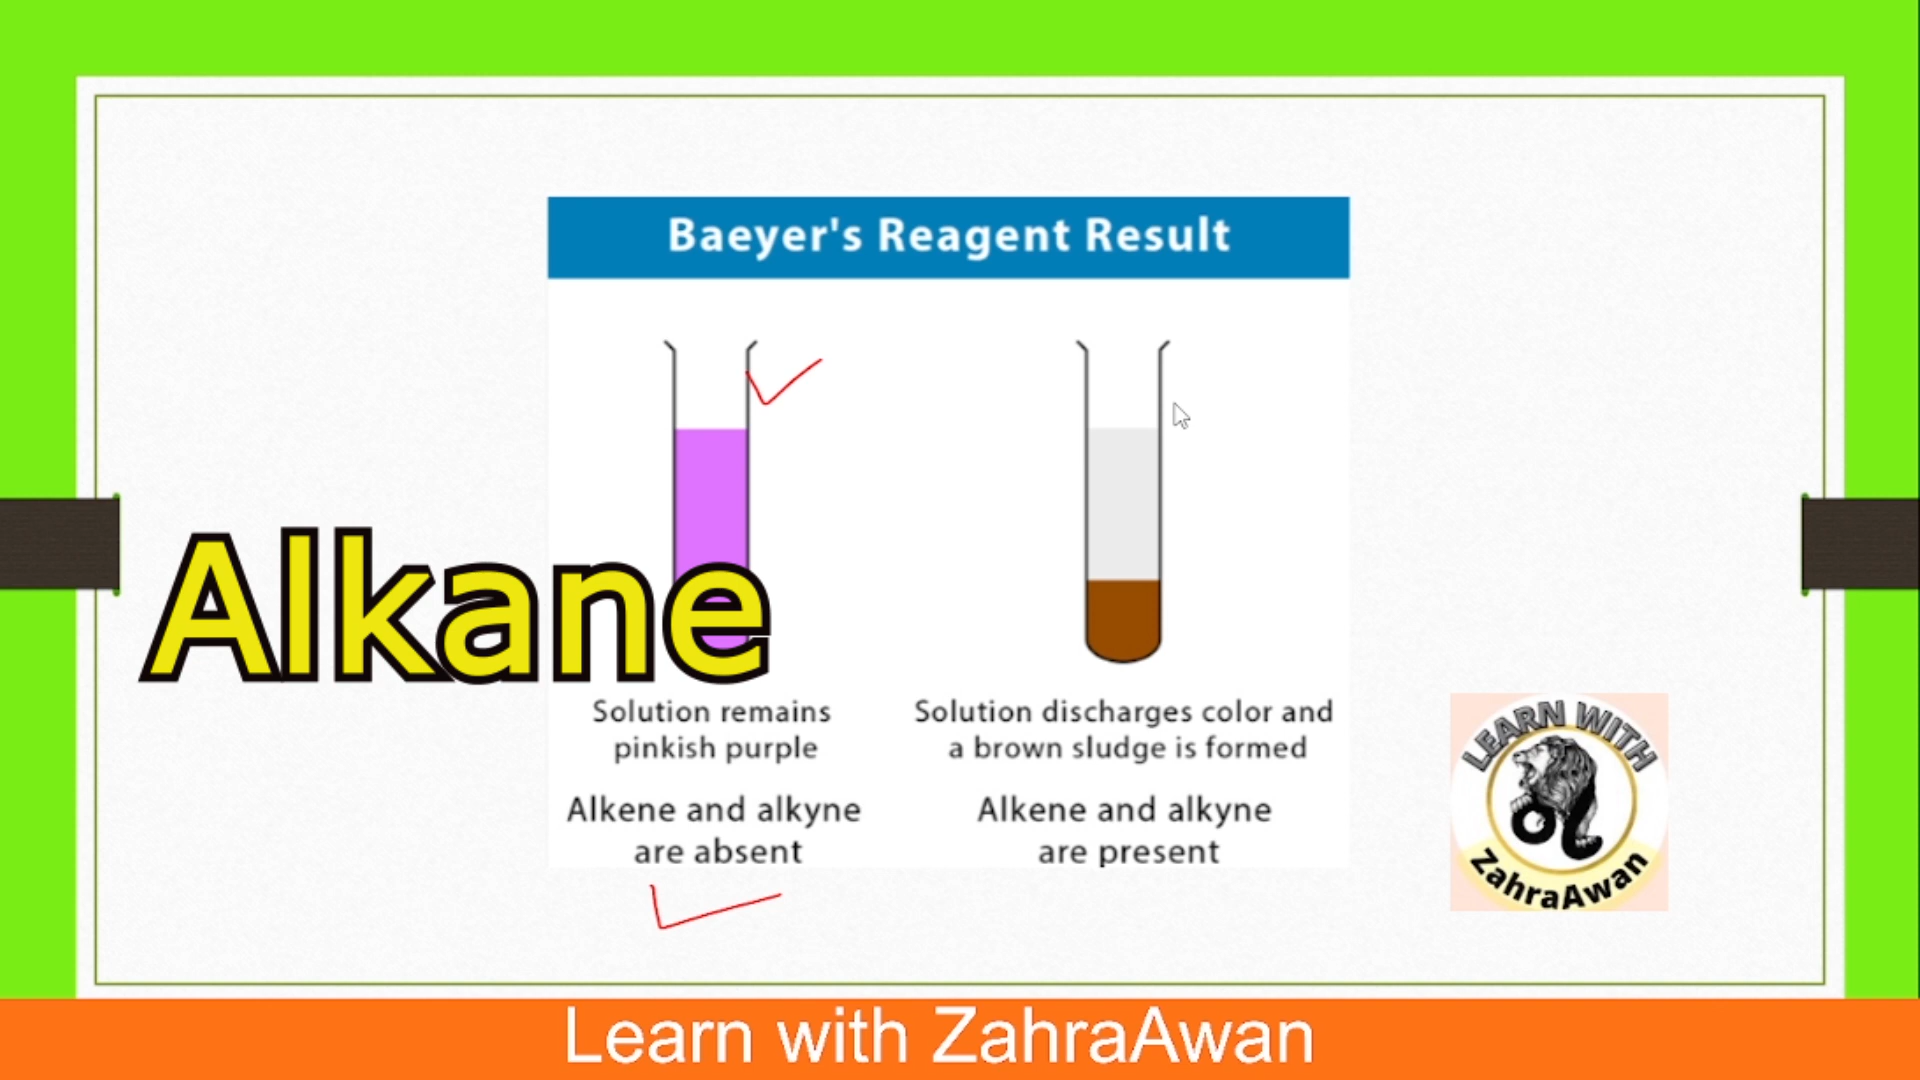 Baeyer's Reagent Result
Alkane
Solution remains
pinkish purple
Alkene and alkyne
are absent
Solution discharges color and
a brown sludge is formed
Alkene and alkyne
are present
LEARN WITH
ZahraAwan
Learn with ZahraAwan